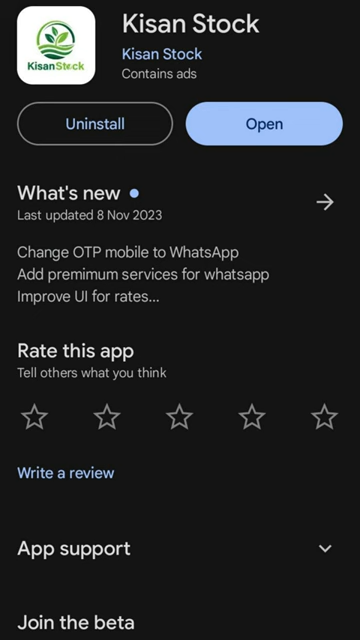 Kisan Stock
KisanStock
Kisan Stock
Contains ads
Uninstall
Open
What's new
Last updated 8 Nov 2023
Change OTP mobile to WhatsApp
Add premimum services for whatsapp
Improve UI for rates...
Rate this app
Tell others what you think
Write a review
App support
Join the beta